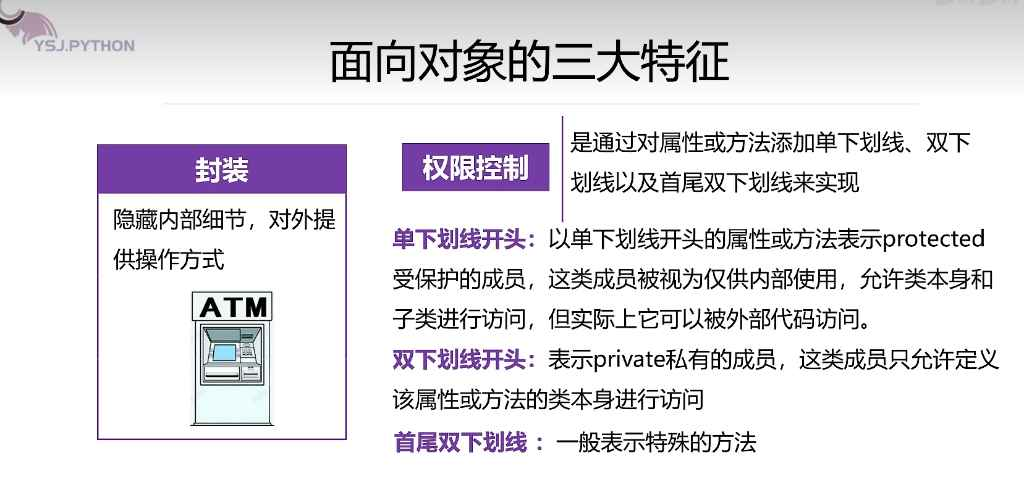 YSJ.PYTHON
面向对象的三大特征
封装
隐藏内部细节，对外提
供操作方式
ATM
权限控制
是通过对属性或方法添加单下划线、双下
划线以及首尾双下划线来实现
单下划线开头：以单下划线开头的属性或方法表示protected
受保护的成员，这类成员被视为仅供内部使用，允许类本身和
子类进行访问，但实际上它可以被外部代码访问。
双下划线开头：表示private私有的成员，这类成员只允许定义
该属性或方法的类本身进行访问
首尾双下划线 ：一般表示特殊的方法